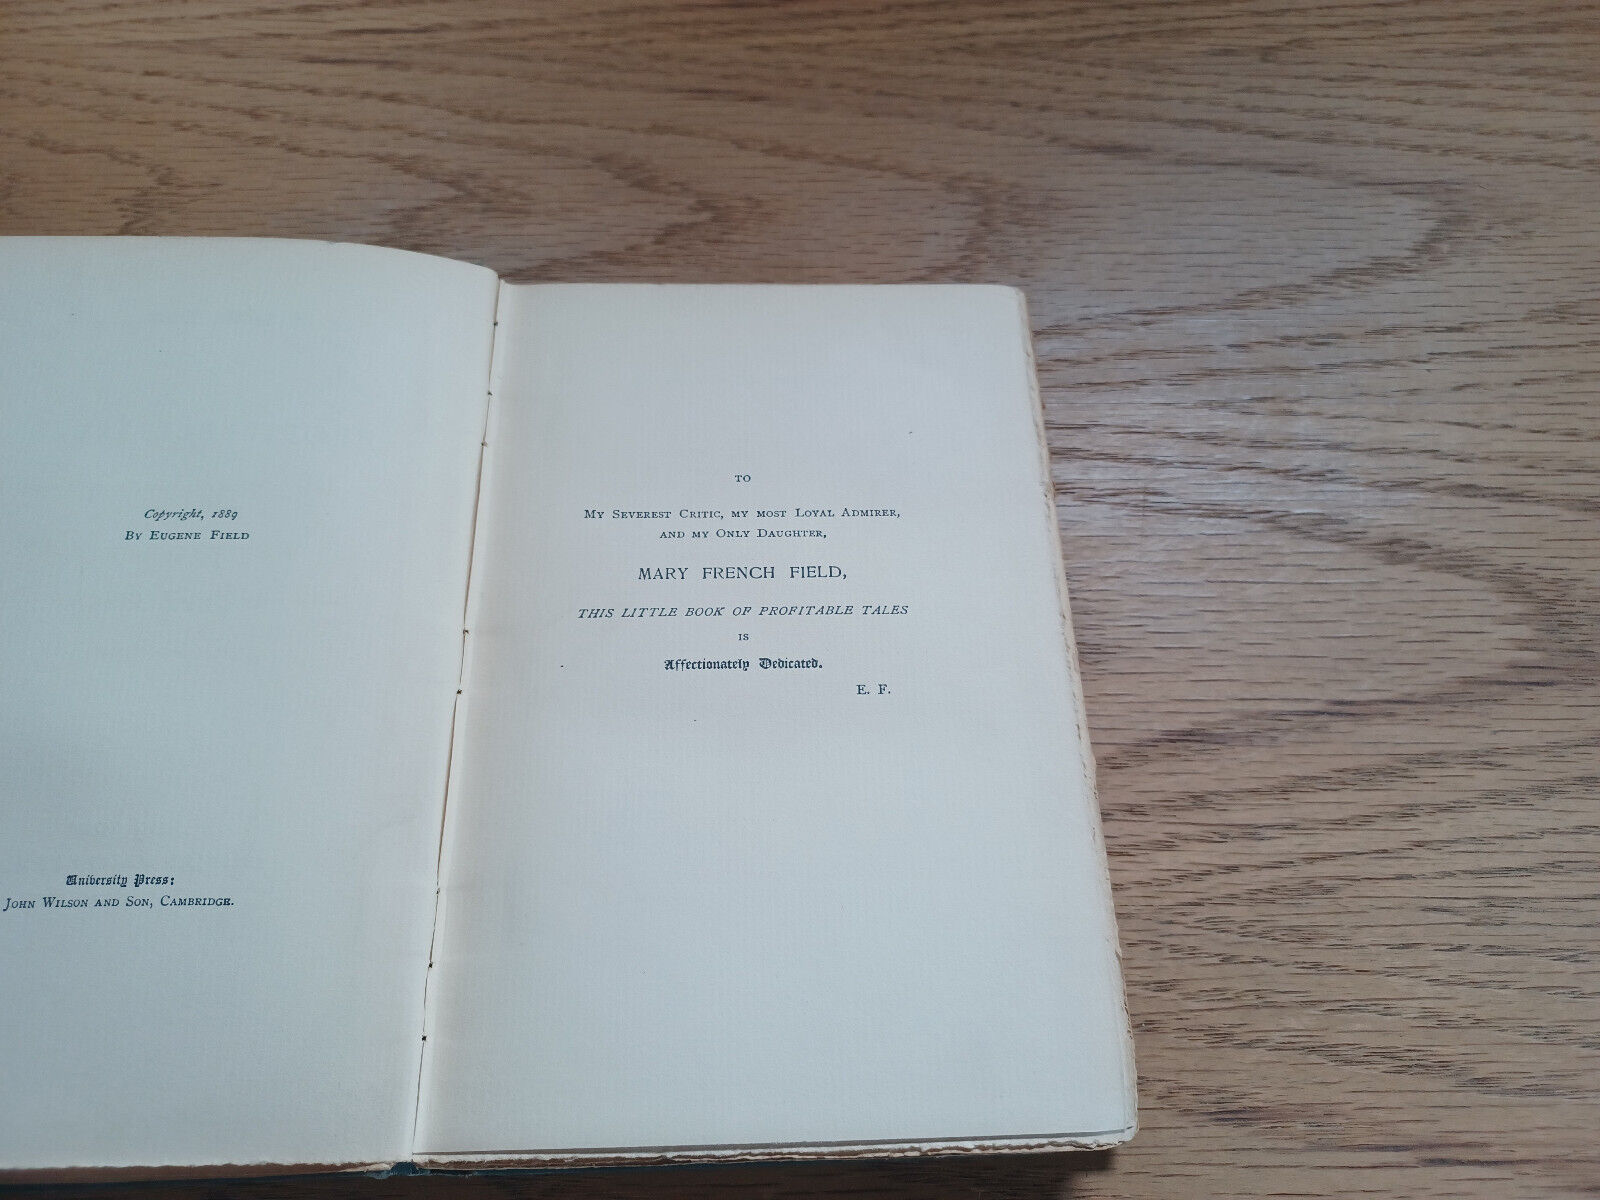 Copyright, 1889
By Eugene Field
University Press:
John Wilson and Son, Cambridge.
TO
My Severest Critic, my most Loyal Admirer,
and my Only Daughter,
MARY FRENCH FIELD,
THIS LITTLE BOOK OF PROFITABLE TALES
IS
Affectionately Dedicated.
E. F.